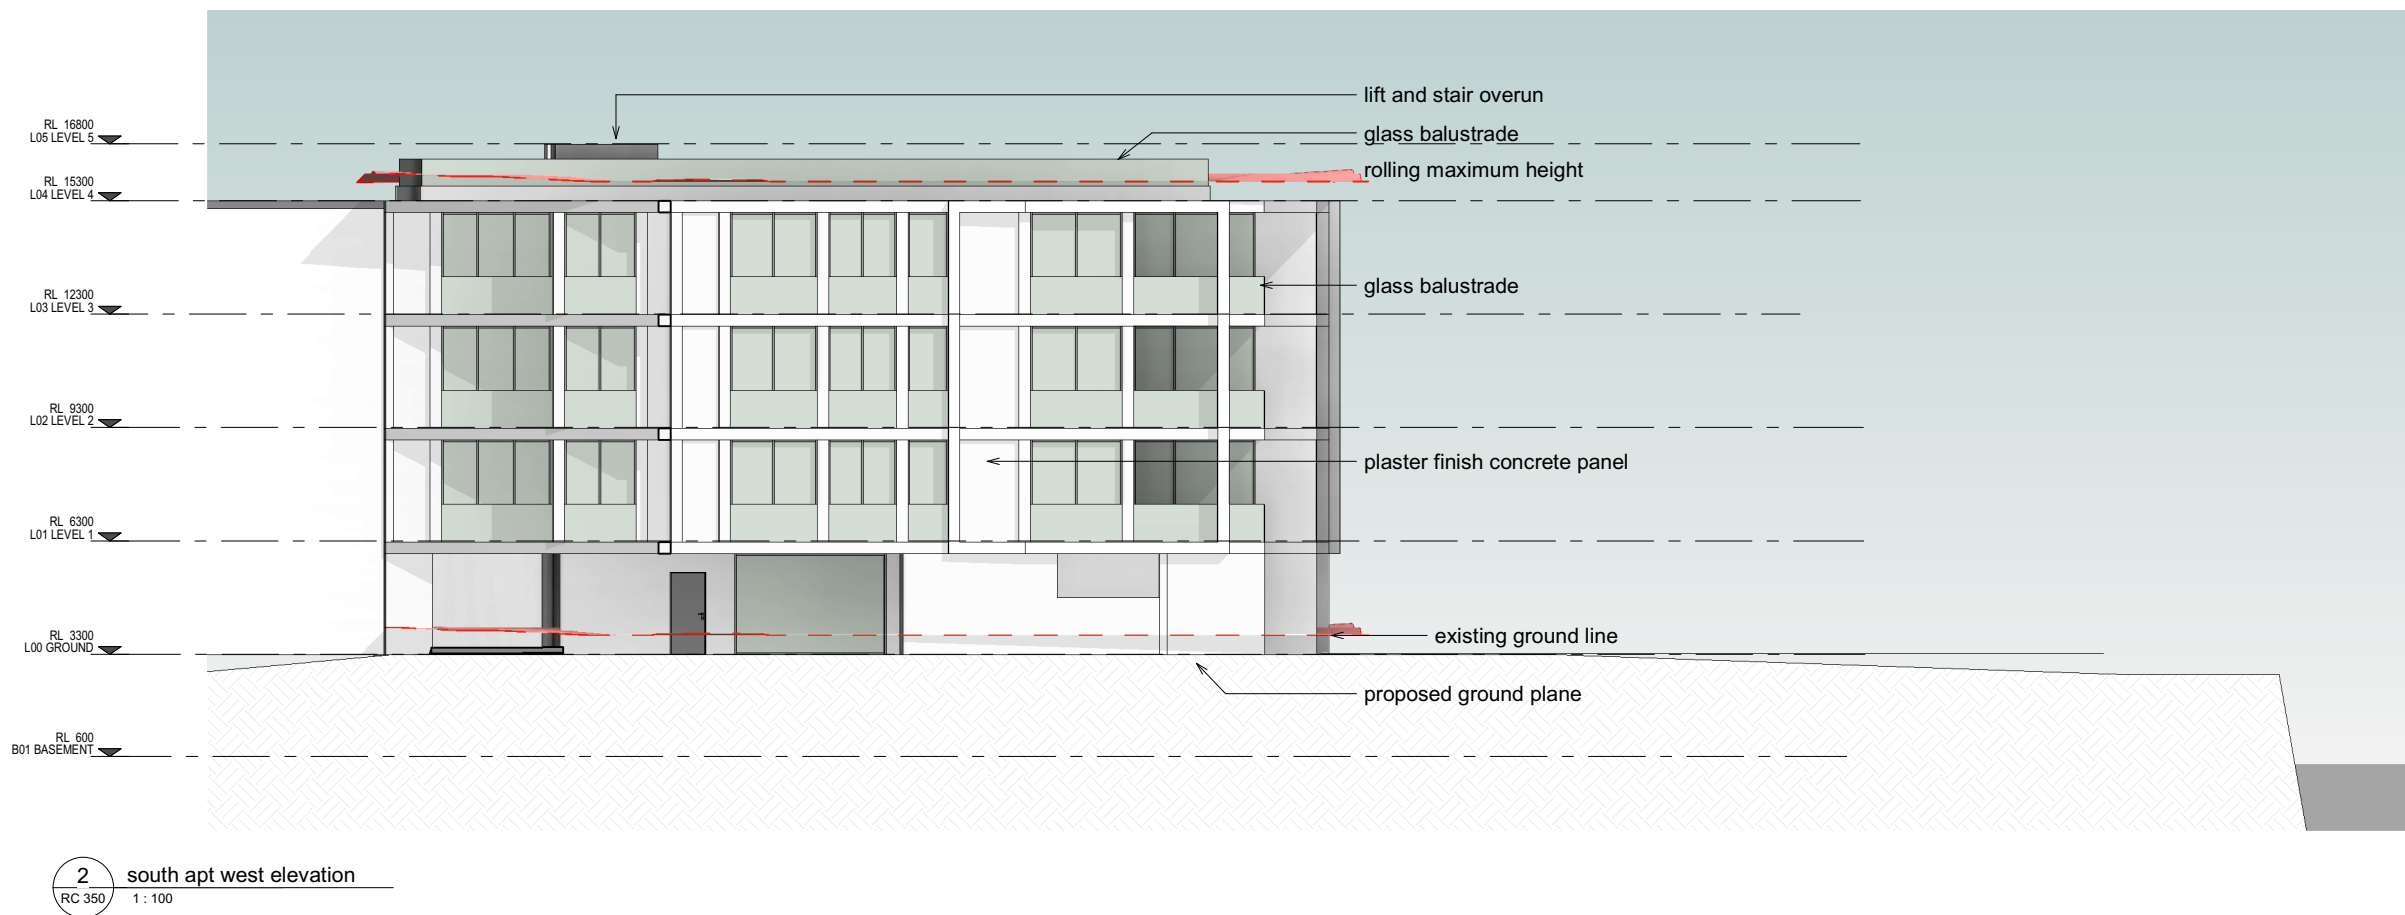 lift and stair overun
RL 16800
L05 LEVEL 5
glass balustrade
rolling maximum height
RL 15300
L04 LEVEL 4
glass balustrade
RL 12300
L03 LEVEL 3
RL 9300
L02 LEVEL 2
plaster finish concrete panel
RL 6300
L01 LEVEL 1
existing ground line
RL 3300
L00 GROUND
proposed ground plane
RL 600
B01 BASEMENT
2
RC 350
south apt west elevation
1 : 100